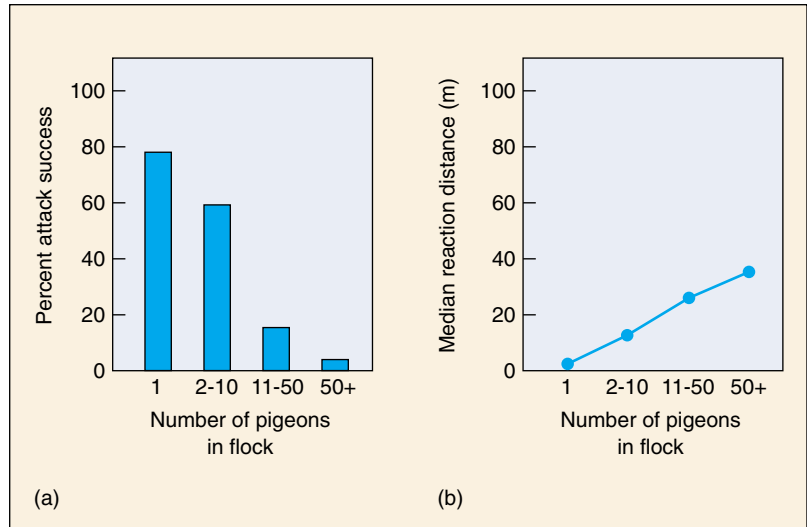 Percent attack success
100
80
60
40
20
0
1 2-10 11-50 50+
Number of pigeons
in flock
(a)
Median reaction distance (m)
100
80
60
40
20
0
1 2-10 11-50 50+
Number of pigeons
in flock
(b)